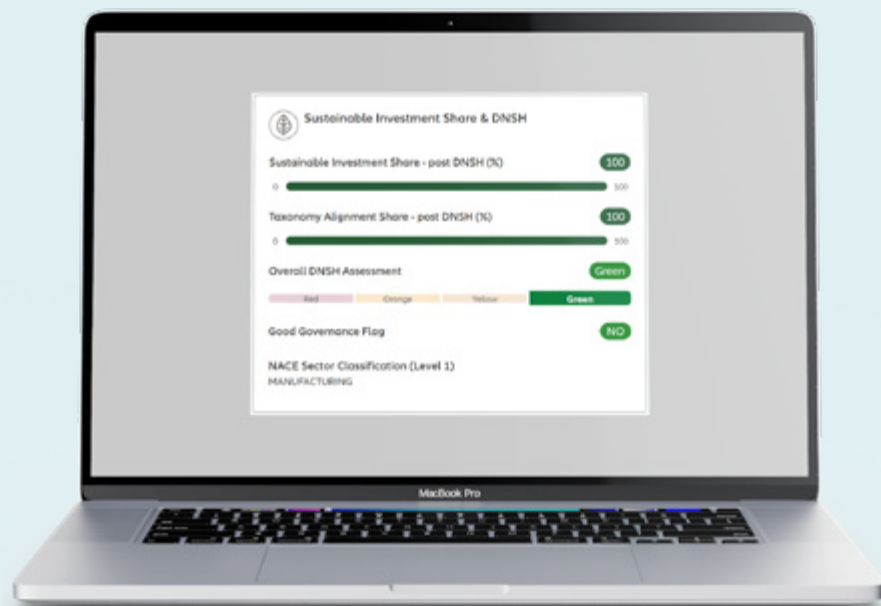 Sustainable Investment Share & DNSH
Sustainable Investment Share - post DNSH (%) 100
0 100
Taxonomy Alignment Share - post DNSH (%) 100
0 100
Overall DNSH Assessment Green
Red Orange Yellow Green
Good Governance Flag NO
NACE Sector Classification (Level 1)
MANUFACTURING
MacBook Pro